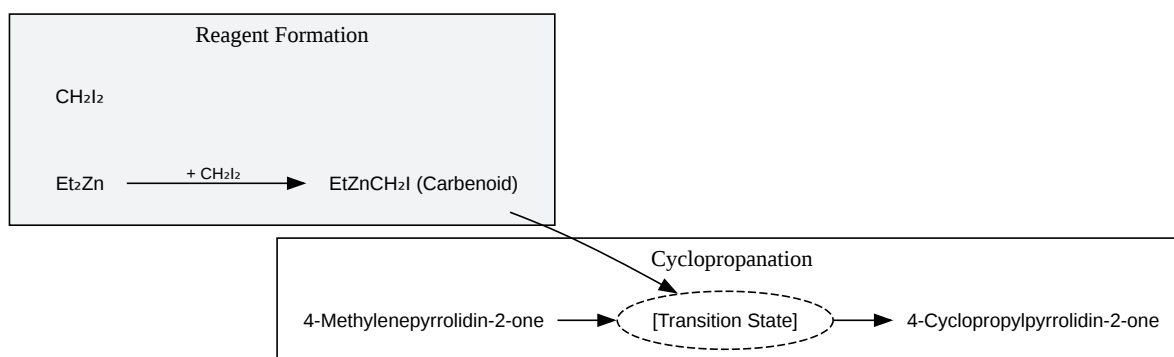 Reagent Formation
CH₂I₂
Et₂Zn
+ CH₂I₂
EtZnCH₂I (Carbenoid)
Cyclopropanation
4-Methylenepyrrolidin-2-one
[Transition State]
4-Cyclopropylpyrrolidin-2-one